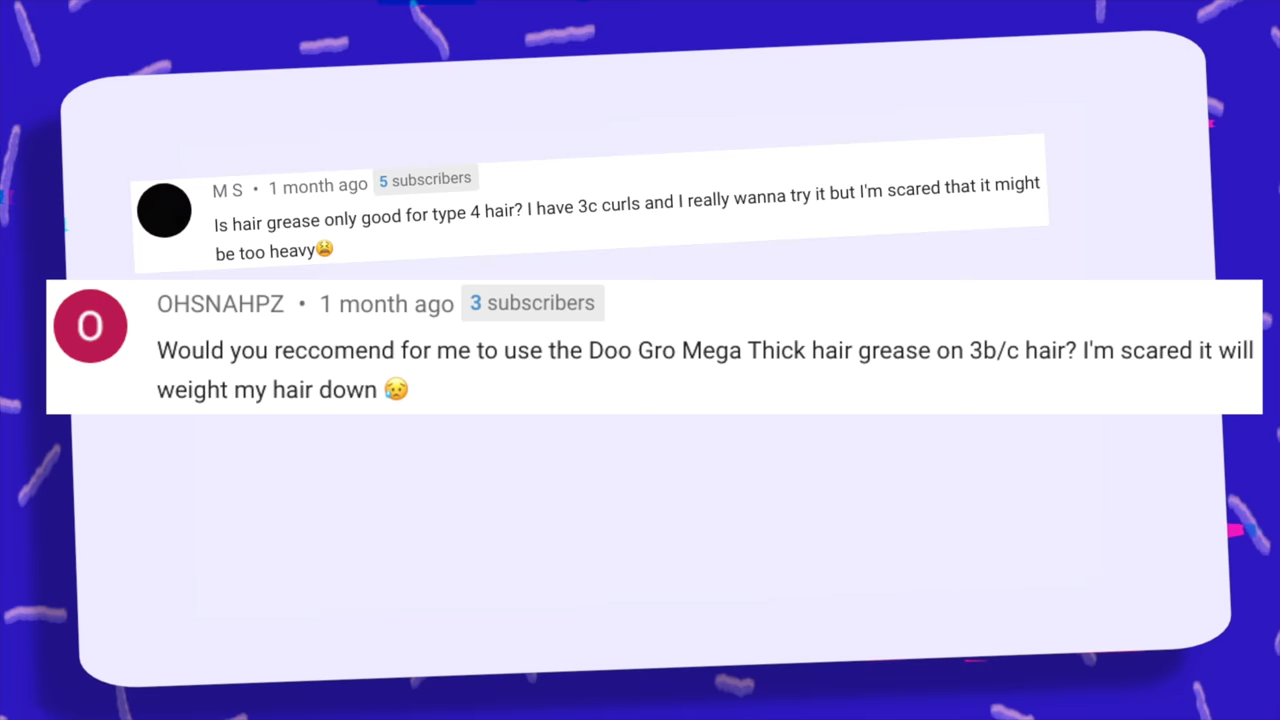 M S • 1 month ago 5 subscribers
Is hair grease only good for type 4 hair? I have 3c curls and I really wanna try it but I'm scared that it might
be too heavy😫
O
OHSNAHPZ • 1 month ago 3 subscribers
Would you reccomend for me to use the Doo Gro Mega Thick hair grease on 3b/c hair? I'm scared it will
weight my hair down 😥